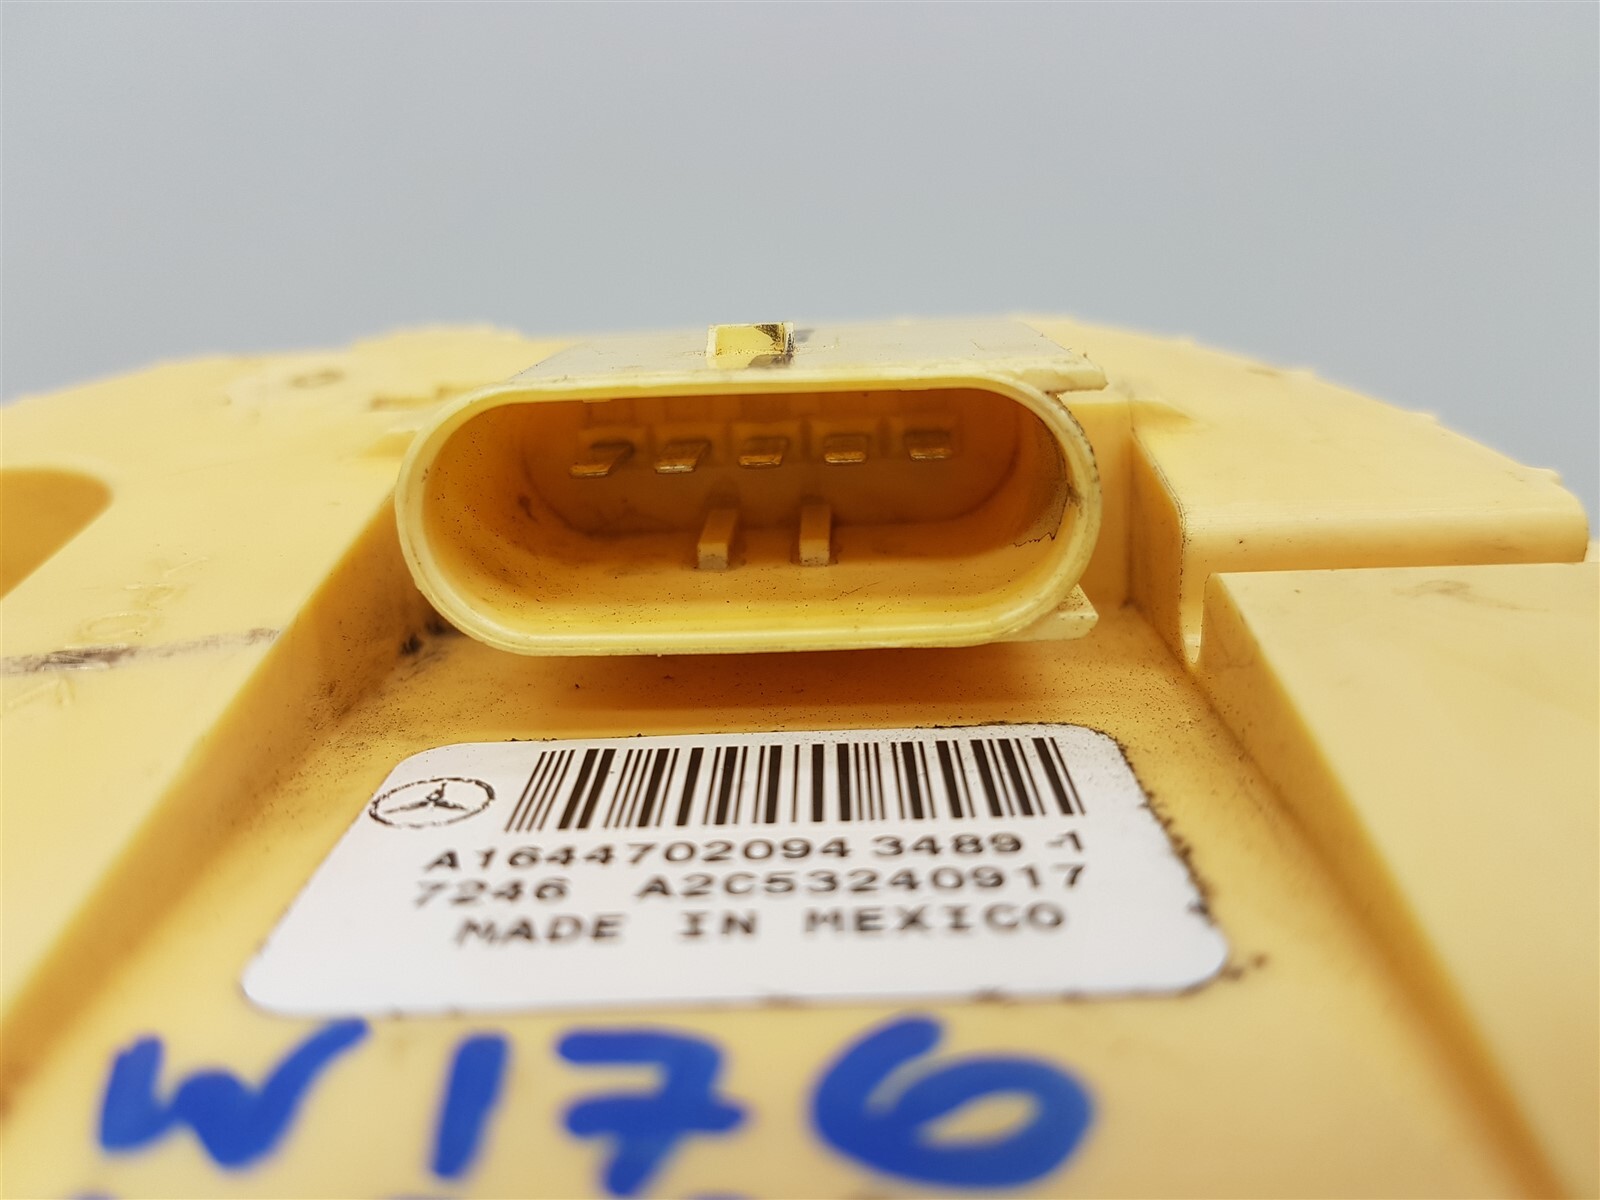 A1644702094 3489 -1
7246 A2C53240917
MADE IN MEXICO
W176